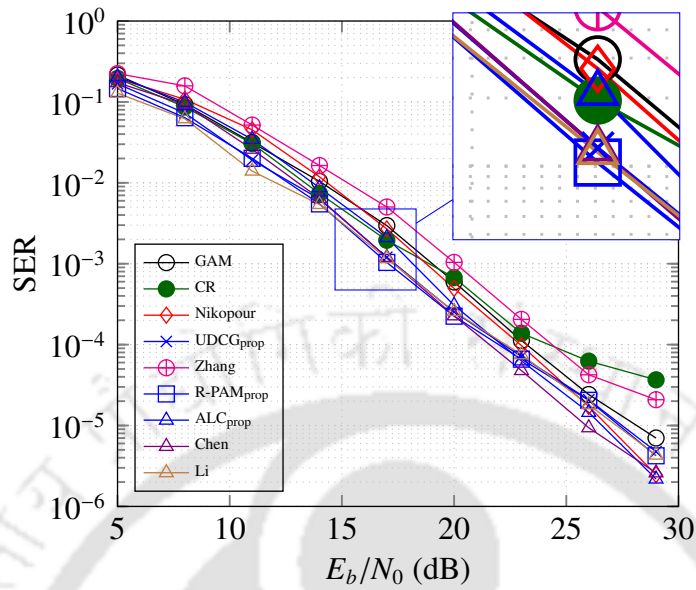 10^0
10^-1
10^-2
10^-3
10^-4
10^-5
10^-6
SER
GAM
CR
Nikopour
UDCG_prop
Zhang
R-PAM_prop
ALC_prop
Chen
Li
5 10 15 20 25 30
E_b/N_0 (dB)